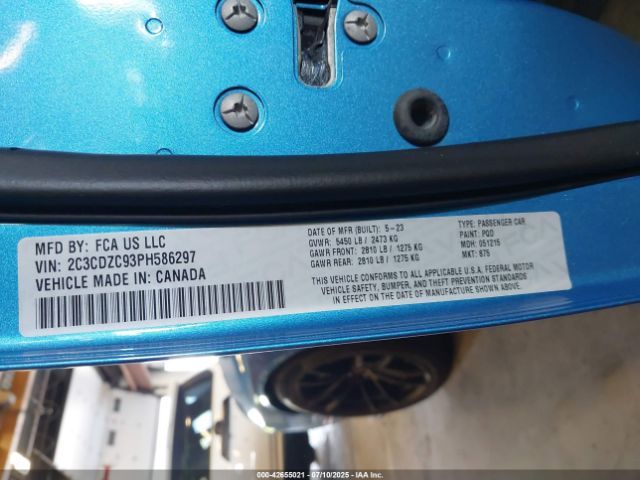 MFD BY: FCA US LLC
VIN: 2C3CDZC93PH586297
VEHICLE MADE IN: CANADA
DATE OF MFR (BUILT): 5-23
GVWR: 5450 LB / 2473 KG
GAWR FRONT: 2810 LB / 1275 KG
GAWR REAR: 2810 LB / 1275 KG
TYPE: PASSENGER CAR
PAINT: PQD
MDH: 051215
MKT: 875
THIS VEHICLE CONFORMS TO ALL APPLICABLE U.S.A. FEDERAL MOTOR
VEHICLE SAFETY, BUMPER, AND THEFT PREVENTION STANDARDS
IN EFFECT ON THE DATE OF MANUFACTURE SHOWN ABOVE.
000-42655021 - 07/10/2025 - IAA Inc.